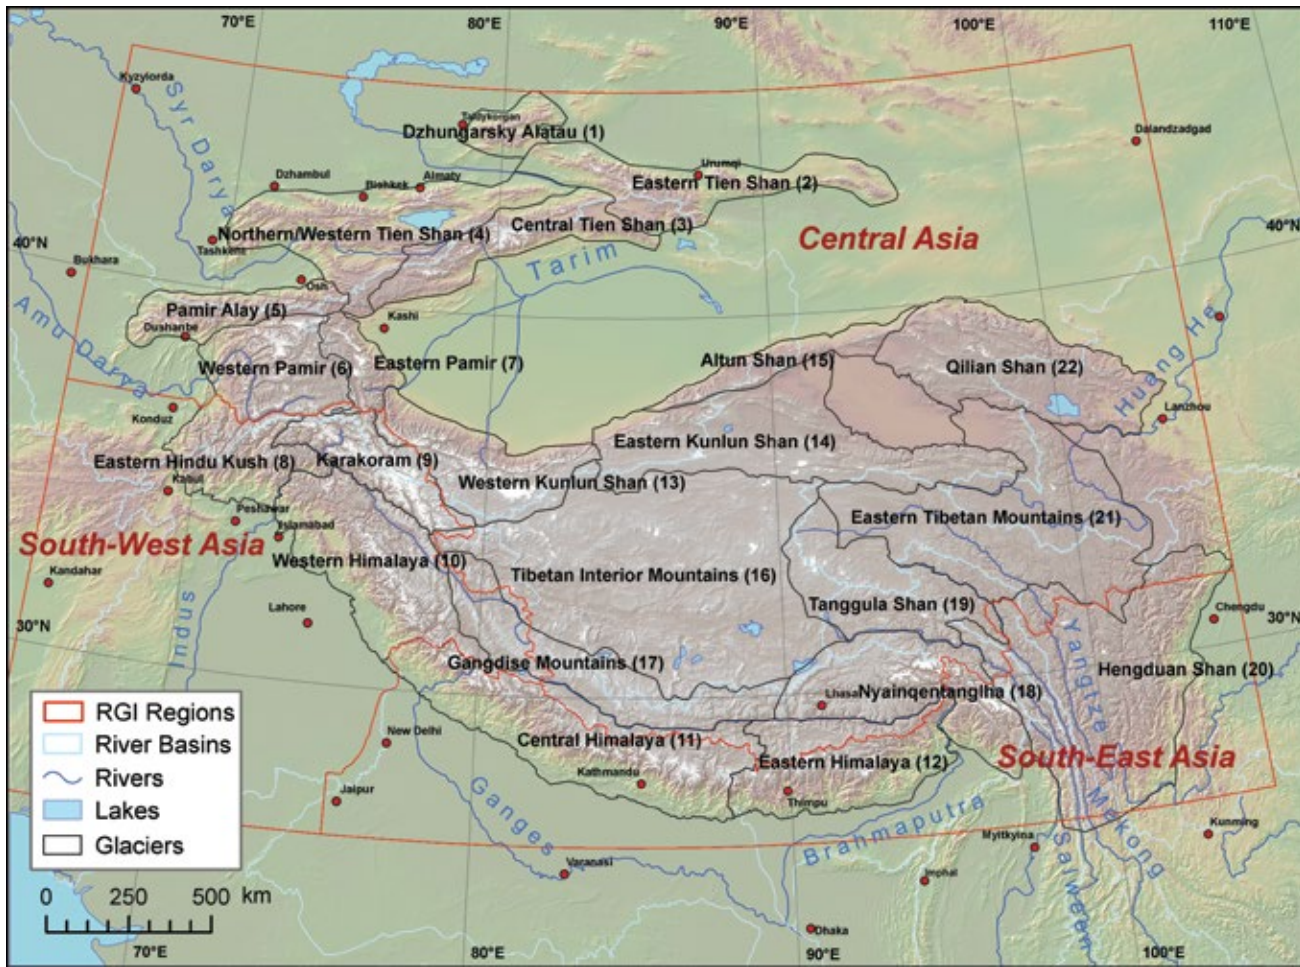 70°E
80°E
90°E
100°E
110°E
Kyzylorda
Syr Darya
Taldykorgan
Dzhungarsky Alatau (1)
Dalandzadgad
Dzhambul
Bishkek
Almaty
Urumqi
Eastern Tien Shan (2)
Central Tien Shan (3)
Northern/Western Tien Shan (4)
Tashkent
40°N
40°N
Central Asia
Bukhara
Tarim
Osh
Amu Darya
Pamir Alay (5)
Dushanbe
Kashi
Huang He
Western Pamir (6)
Eastern Pamir (7)
Altun Shan (15)
Qilian Shan (22)
Konduz
Lanzhou
Eastern Kunlun Shan (14)
Eastern Hindu Kush (8)
Karakoram (9)
Western Kunlun Shan (13)
Kabul
Peshawar
Islamabad
Eastern Tibetan Mountains (21)
South-West Asia
Western Himalaya (10)
Tibetan Interior Mountains (16)
Kandahar
Indus
Lahore
Tanggula Shan (19)
Chengdu
30°N
30°N
Yangtze
Gangdise Mountains (17)
Hengduan Shan (20)
Lhasa
Nyainqentanglha (18)
RGI Regions
River Basins
Rivers
Lakes
Glaciers
New Delhi
Central Himalaya (11)
Eastern Himalaya (12)
South-East Asia
Kathmandu
Thimpu
Jaipur
Ganges
Brahmaputra
Mekong
Salween
Myitkyina
Kunming
Varanasi
Imphal
Dhaka
0 250 500 km
70°E
80°E
90°E
100°E